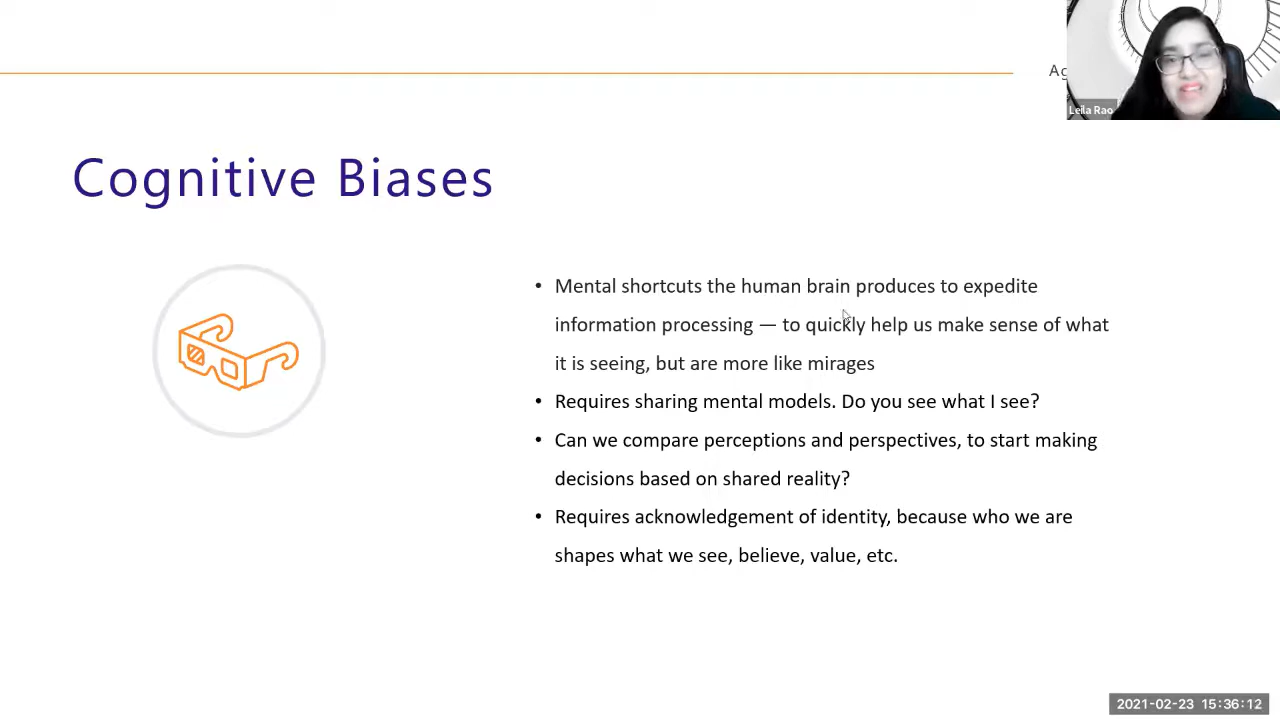 Ag
Leila Rao
Cognitive Biases
• Mental shortcuts the human brain produces to expedite
information processing — to quickly help us make sense of what
it is seeing, but are more like mirages
• Requires sharing mental models. Do you see what I see?
• Can we compare perceptions and perspectives, to start making
decisions based on shared reality?
• Requires acknowledgement of identity, because who we are
shapes what we see, believe, value, etc.
2021-02-23 15:36:12